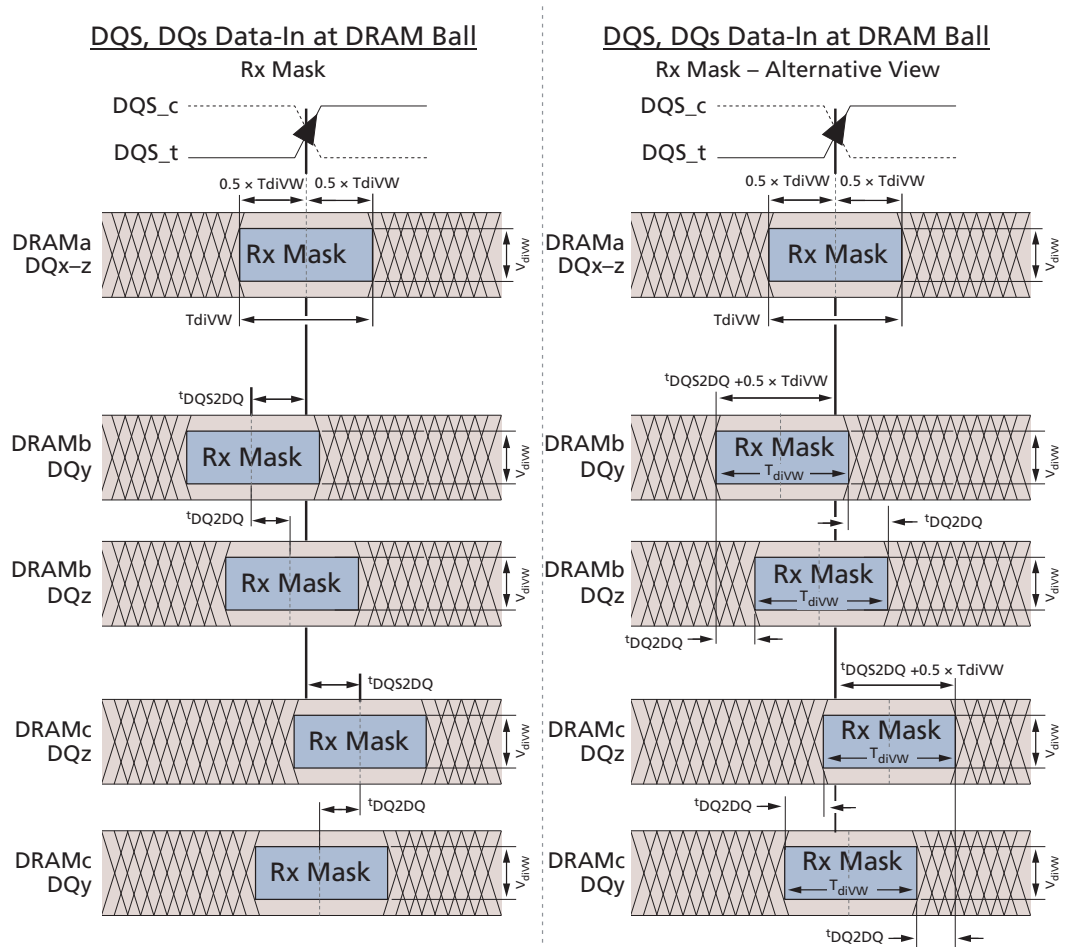 DQS, DQs Data-In at DRAM Ball
Rx Mask
DQS_c
DQS_t
0.5 × TdiVW
0.5 × TdiVW
DRAMa
DQx–z
Rx Mask
VdiVW
TdiVW
tDQS2DQ
DRAMb
DQy
Rx Mask
VdiVW
tDQ2DQ
DRAMb
DQz
Rx Mask
VdiVW
tDQS2DQ
DRAMc
DQz
Rx Mask
VdiVW
tDQ2DQ
DRAMc
DQy
Rx Mask
VdiVW
DQS, DQs Data-In at DRAM Ball
Rx Mask – Alternative View
DQS_c
DQS_t
0.5 × TdiVW
0.5 × TdiVW
DRAMa
DQx–z
Rx Mask
VdiVW
TdiVW
tDQS2DQ +0.5 × TdiVW
DRAMb
DQy
Rx Mask
TdiVW
VdiVW
tDQ2DQ
DRAMb
DQz
Rx Mask
TdiVW
VdiVW
tDQ2DQ
tDQS2DQ +0.5 × TdiVW
DRAMc
DQz
Rx Mask
TdiVW
VdiVW
tDQ2DQ
DRAMc
DQy
Rx Mask
TdiVW
VdiVW
tDQ2DQ